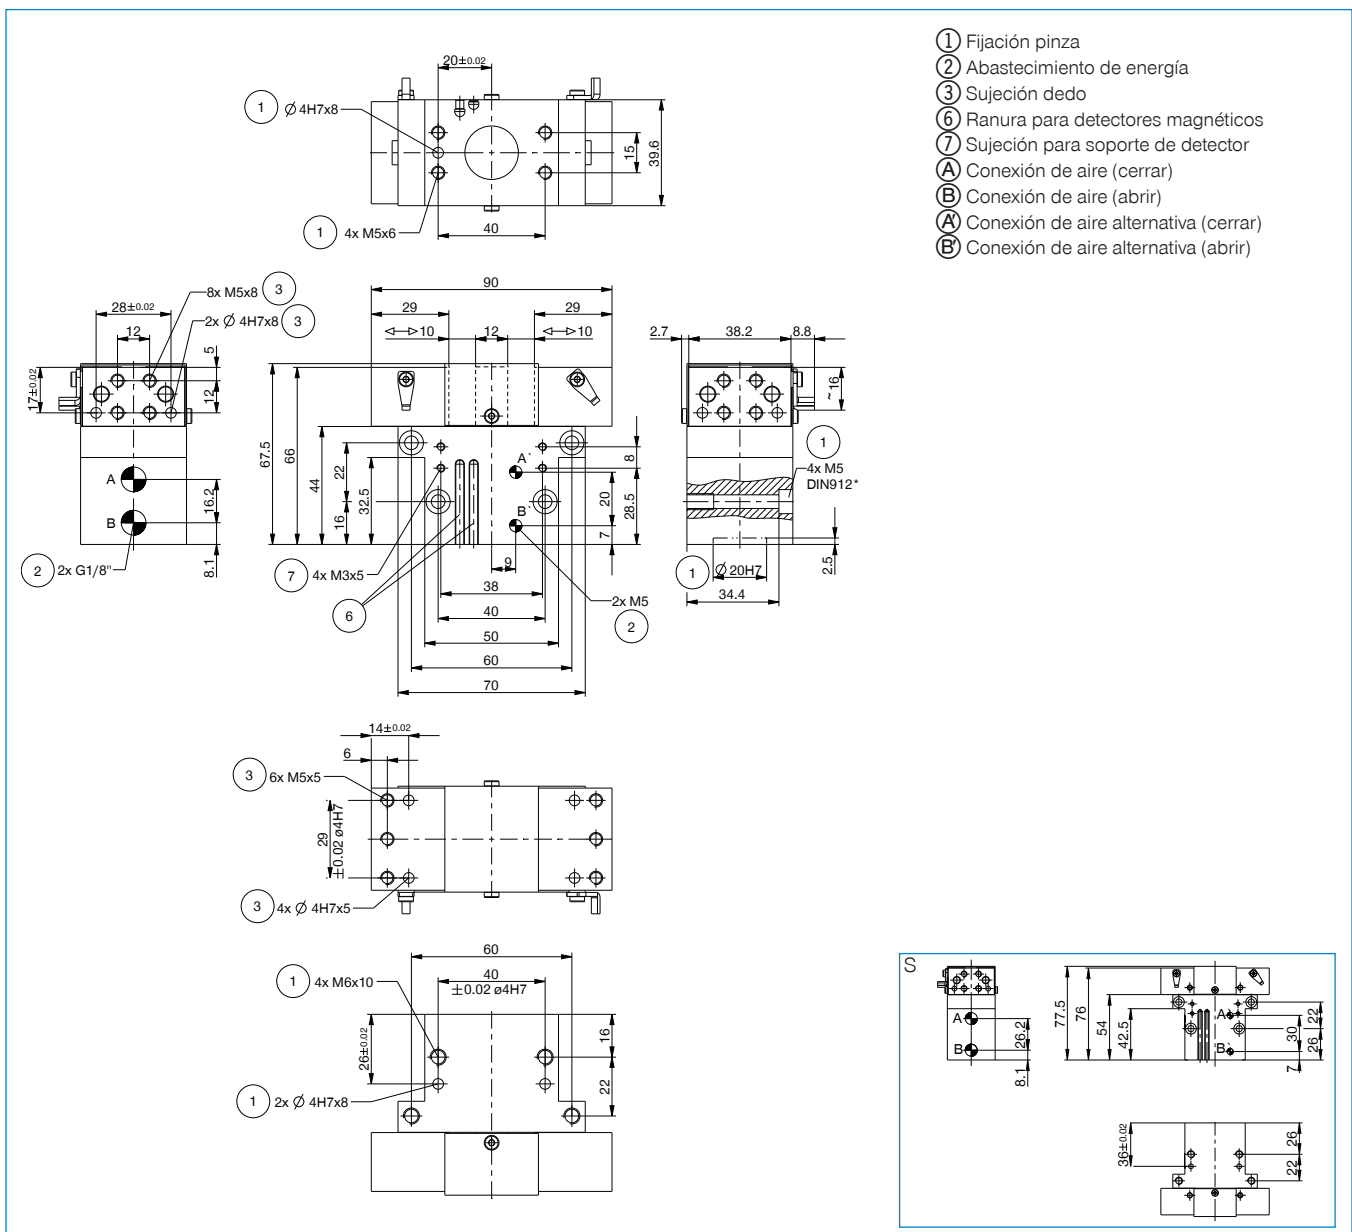 ① Fijación pinza
② Abastecimiento de energía
③ Sujeción dedo
⑥ Ranura para detectores magnéticos
⑦ Sujeción para soporte de detector
Ⓐ Conexión de aire (cerrar)
Ⓑ Conexión de aire (abrir)
A' Conexión de aire alternativa (cerrar)
B' Conexión de aire alternativa (abrir)
20±0.02
1 Ø 4H7x8
15
39.6
1 4x M5x6
40
8x M5x8 3
28±0.02
2x Ø 4H7x8 3
12
5
17±0.02
12
A
16.2
B
8.1
2 2x G1/8"
90
29
29
10
12
10
67.5
66
44
22
32.5
16
A`
8
20
28.5
B`
7
9
7 4x M3x5
6
38
40
50
60
70
2x M5
2
2.7
38.2
8.8
~16
1
4x M5
DIN912*
1 Ø 20H7
2.5
34.4
14±0.02
6
3 6x M5x5
29
±0.02 ø4H7
3 4x Ø 4H7x5
60
1 4x M6x10
40
±0.02 ø4H7
26±0.02
16
22
1 2x Ø 4H7x8
S
A
26.2
B
8.1
77.5
76
54
42.5
A`
B`
22
30
26
7
36±0.02
26
22